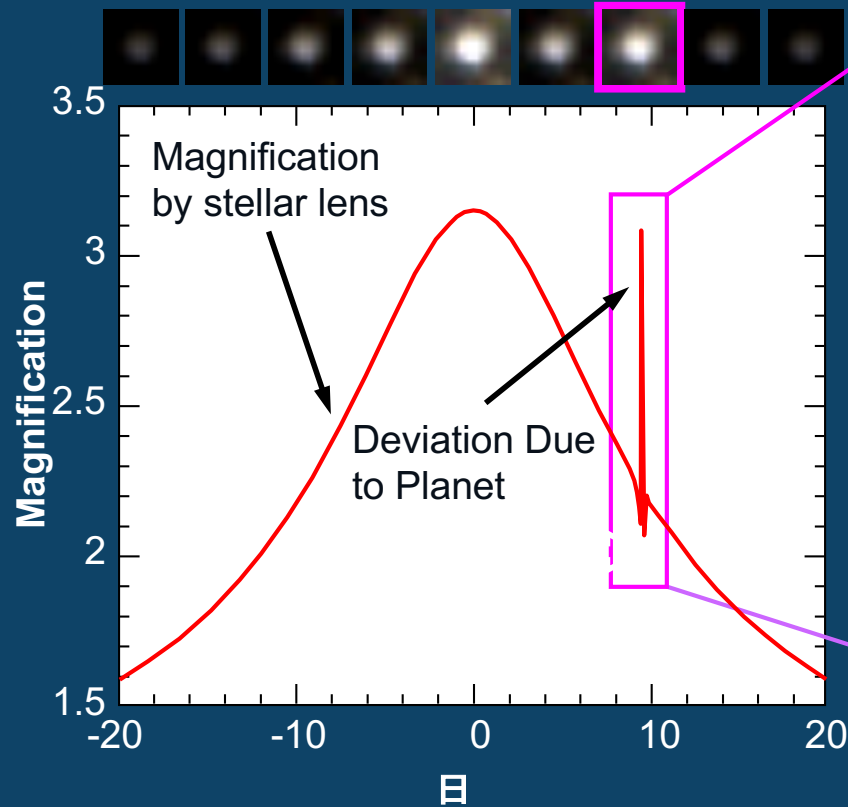 3.5
Magnification
by stellar lens
3
Magnification
2.5
Deviation Due
to Planet
2
1.5
-20 -10 0 10 20
日